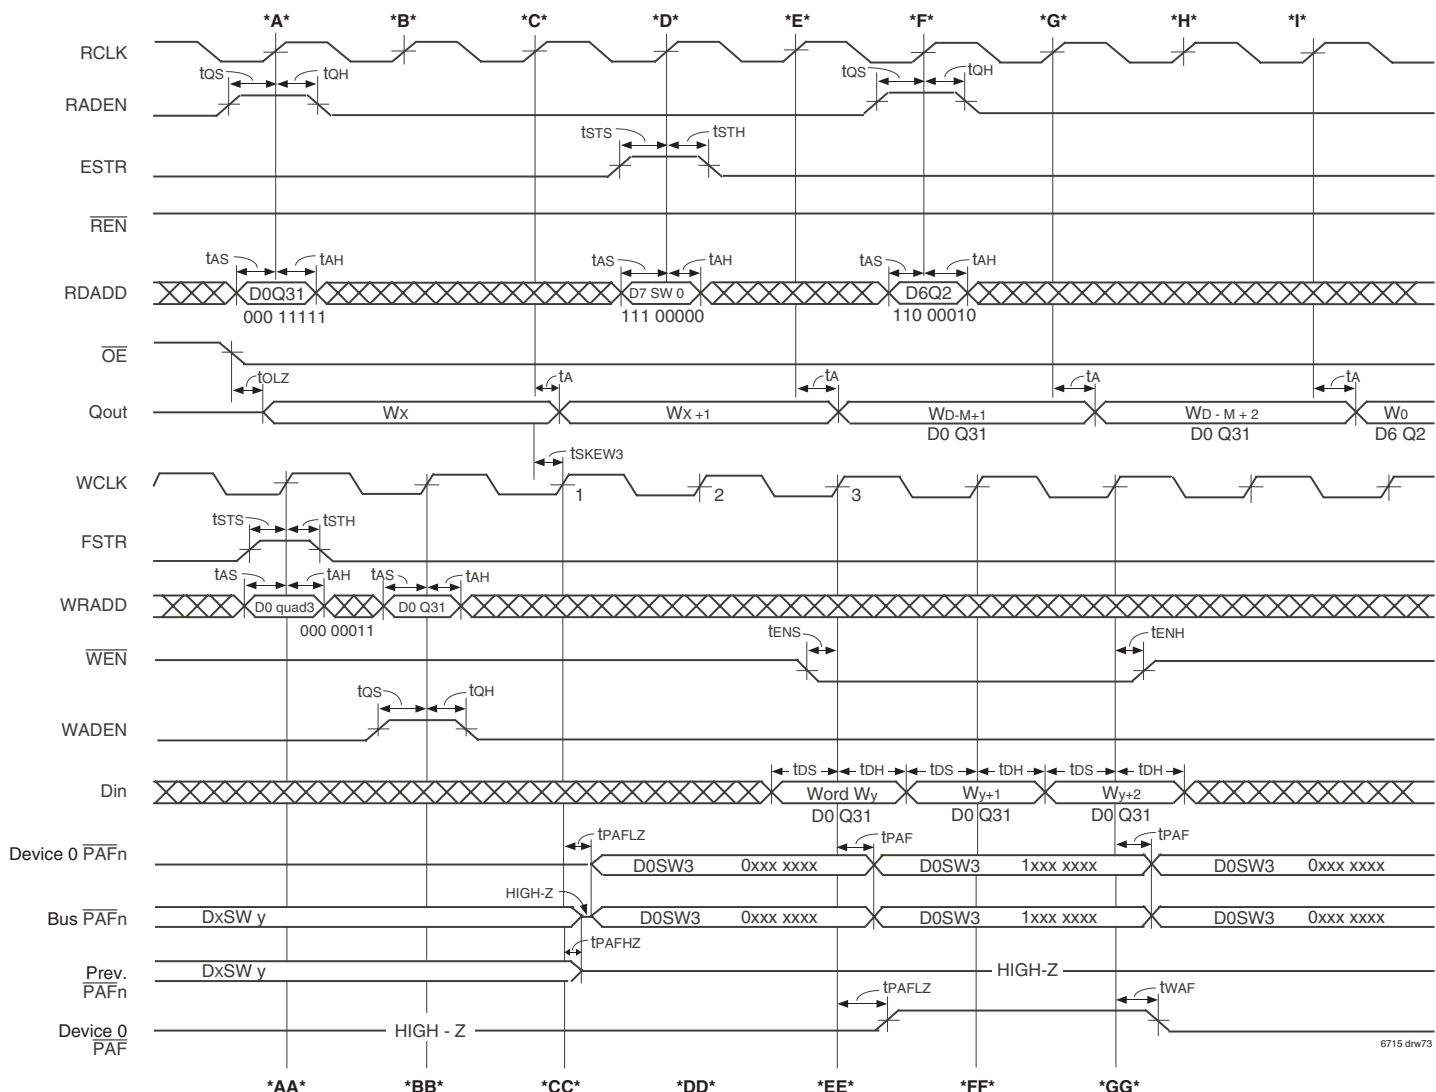 *A* *B* *C* *D* *E* *F* *G* *H* *I*
RCLK
tQS tQH tQS tQH
RADEN
tSTS tSTH
ESTR
REN
tAS tAH tAS tAH tAS tAH
RDADD D0Q31 D7 SW 0 D6Q2
000 11111 111 00000 110 00010
OE
tOLZ tA tA tA tA
Qout WX WX +1 WD-M+1 WD - M + 2 W0
D0 Q31 D0 Q31 D6 Q2
tSKEW3
WCLK 1 2 3
tSTS tSTH
FSTR
tAS tAH tAS tAH
WRADD D0 quad3 D0 Q31
000 00011
tENS tENH
WEN
tQS tQH
WADEN
tDS tDH tDS tDH tDS tDH
Din Word Wy Wy+1 Wy+2
D0 Q31 D0 Q31 D0 Q31
tPAFLZ tPAF tPAF
Device 0 PAFn D0SW3 0xxx xxxx D0SW3 1xxx xxxx D0SW3 0xxx xxxx
HIGH-Z
Bus PAFn DxSW y D0SW3 0xxx xxxx D0SW3 1xxx xxxx D0SW3 0xxx xxxx
tPAFHZ
Prev. DxSW y HIGH-Z
PAFn
tPAFLZ tWAF
Device 0 HIGH - Z
PAF
6715 drw73
*AA* *BB* *CC* *DD* *EE* *FF* *GG*